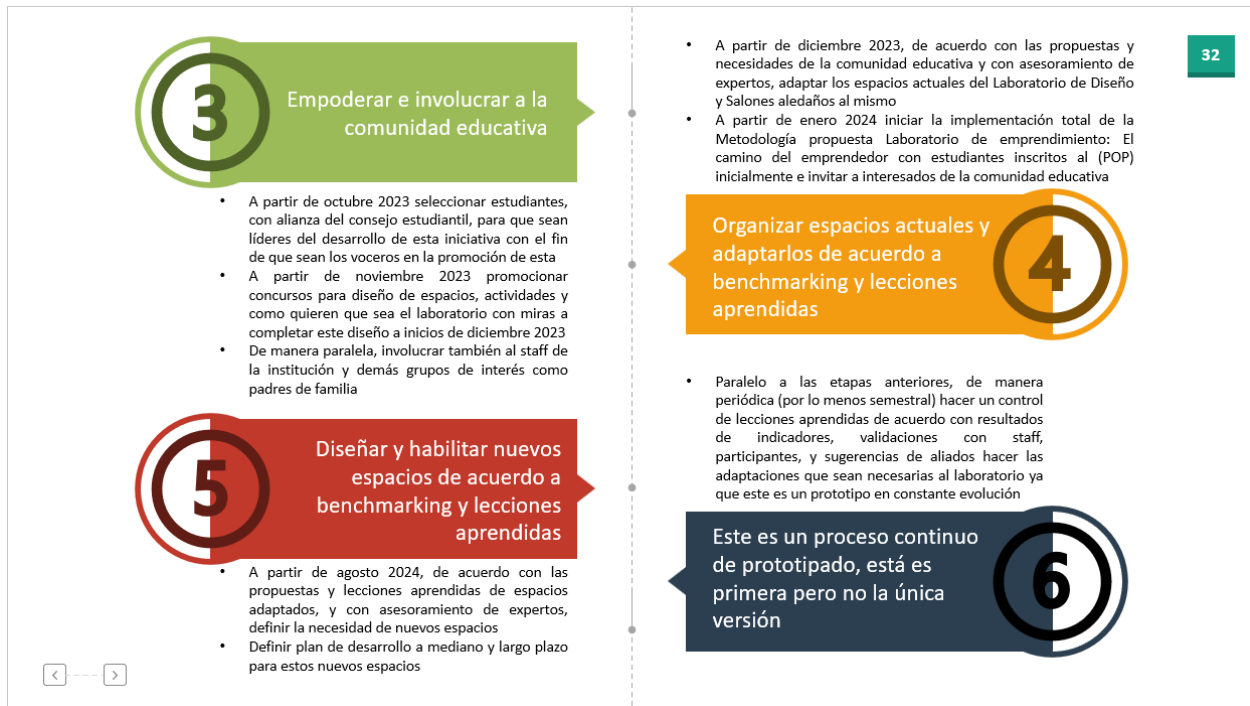 32
3
Empoderar e involucrar a la
comunidad educativa
• A partir de octubre 2023 seleccionar estudiantes,
con alianza del consejo estudiantil, para que sean
líderes del desarrollo de esta iniciativa con el fin
de que sean los voceros en la promoción de esta
• A partir de noviembre 2023 promocionar
concursos para diseño de espacios, actividades y
como quieren que sea el laboratorio con miras a
completar este diseño a inicios de diciembre 2023
• De manera paralela, involucrar también al staff de
la institución y demás grupos de interés como
padres de familia
• A partir de diciembre 2023, de acuerdo con las propuestas y
necesidades de la comunidad educativa y con asesoramiento de
expertos, adaptar los espacios actuales del Laboratorio de Diseño
y Salones aledaños al mismo
• A partir de enero 2024 iniciar la implementación total de la
Metodología propuesta Laboratorio de emprendimiento: El
camino del emprendedor con estudiantes inscritos al (POP)
inicialmente e invitar a interesados de la comunidad educativa
Organizar espacios actuales y
adaptarlos de acuerdo a
benchmarking y lecciones
aprendidas
4
5
Diseñar y habilitar nuevos
espacios de acuerdo a
benchmarking y lecciones
aprendidas
• A partir de agosto 2024, de acuerdo con las
propuestas y lecciones aprendidas de espacios
adaptados, y con asesoramiento de expertos,
definir la necesidad de nuevos espacios
• Definir plan de desarrollo a mediano y largo plazo
para estos nuevos espacios
• Paralelo a las etapas anteriores, de manera
periódica (por lo menos semestral) hacer un control
de lecciones aprendidas de acuerdo con resultados
de indicadores, validaciones con staff,
participantes, y sugerencias de aliados hacer las
adaptaciones que sean necesarias al laboratorio ya
que este es un prototipo en constante evolución
Este es un proceso continuo
de prototipado, está es
primera pero no la única
versión
6